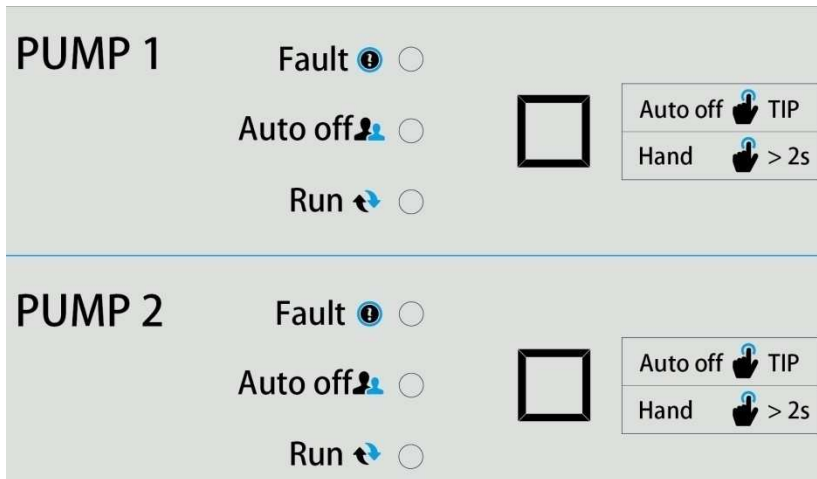 PUMP 1
Fault
Auto off
Run
Auto off TIP
Hand > 2s
PUMP 2
Fault
Auto off
Run
Auto off TIP
Hand > 2s